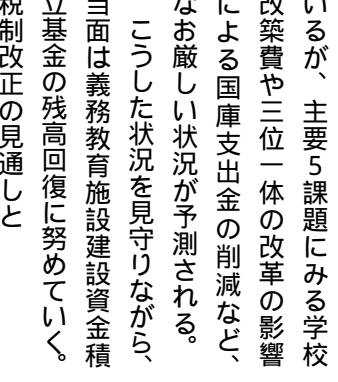 いるが、主要5課題にみる学校
改築費や三位一体の改革の影響
による国庫支出金の削減など、
なお厳しい状況が予測される。
こうした状況を見守りながら、
当面は義務教育施設建設資金積
立基金の残高回復に努めていく。
税制改正の見通しと